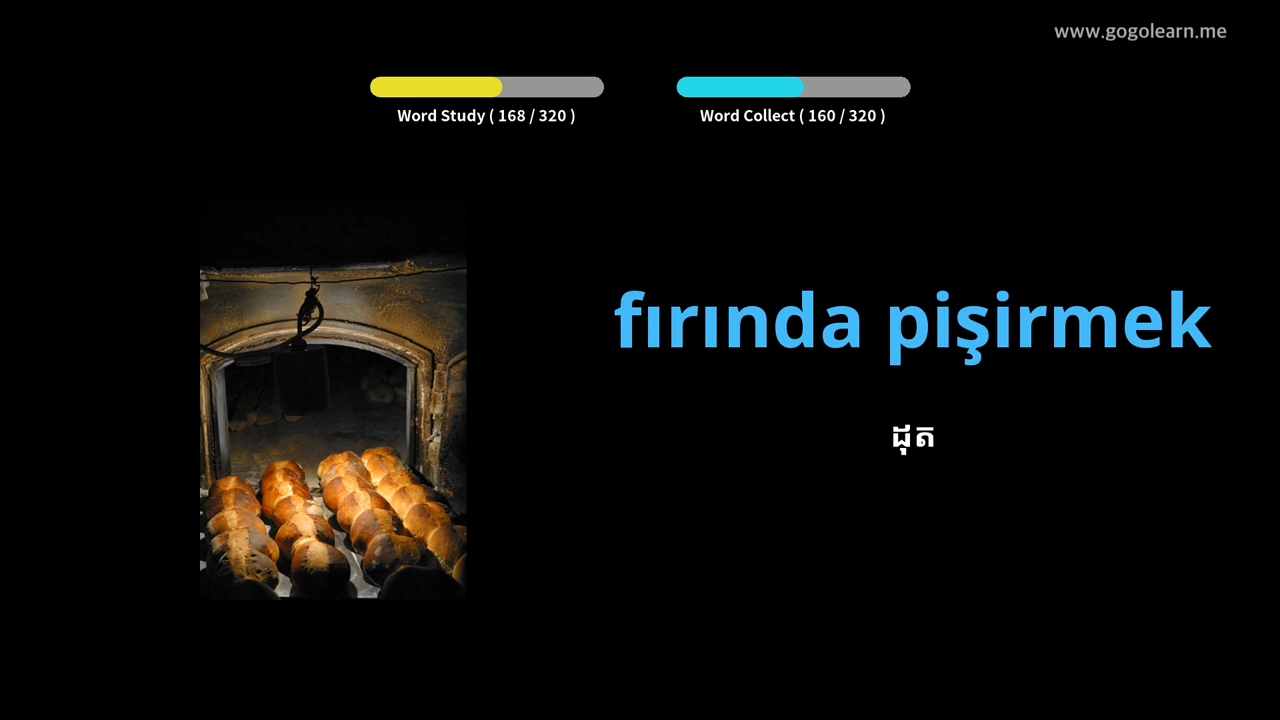 www.gogolearn.me
Word Study ( 168 / 320 )
Word Collect ( 160 / 320 )
fırında pişirmek
ដុត